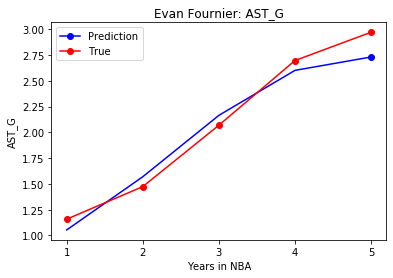 Evan Fournier: AST_G
Prediction
True
3.00
2.75
2.50
2.25
2.00
1.75
1.50
1.25
1.00
AST_G
1 2 3 4 5
Years in NBA